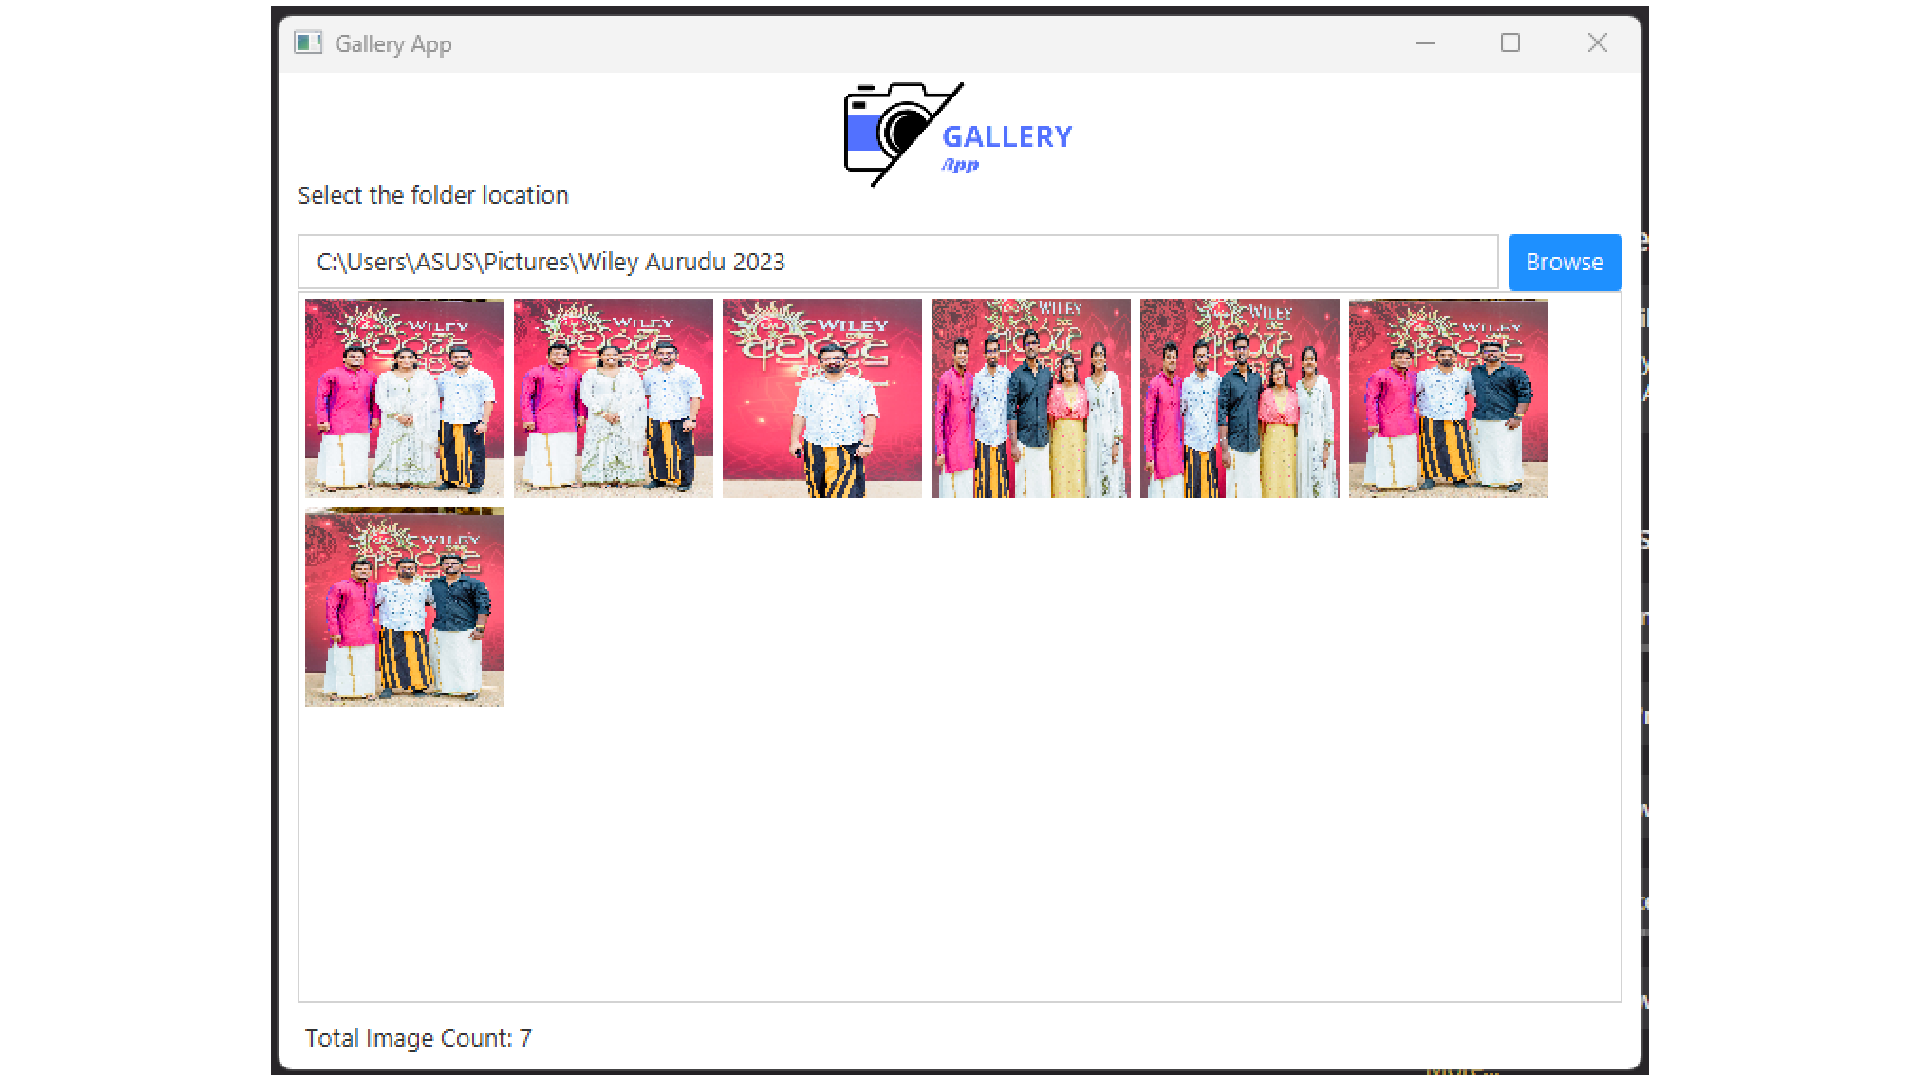 Gallery App
GALLERY
App
Select the folder location
C:\Users\ASUS\Pictures\Wiley Aurudu 2023
Browse
WILEY
WILEY
WILEY
WILEY
WILEY
WILEY
WILEY
Total Image Count: 7
More...